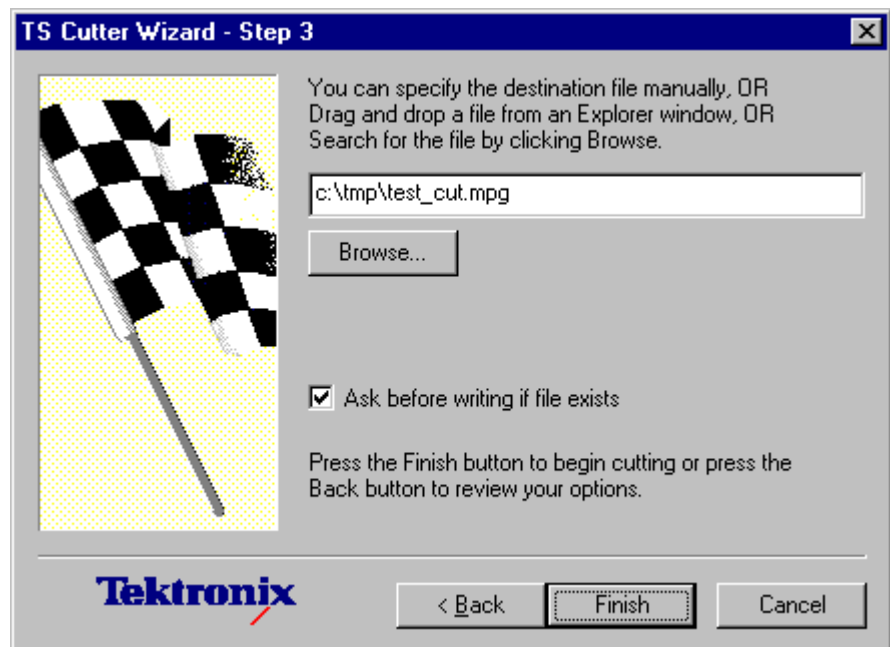 TS Cutter Wizard - Step 3
You can specify the destination file manually, OR
Drag and drop a file from an Explorer window, OR
Search for the file by clicking Browse.
c:\tmp\test_cut.mpg
Browse...
Ask before writing if file exists
Press the Finish button to begin cutting or press the
Back button to review your options.
Tektronix
< Back
Finish
Cancel